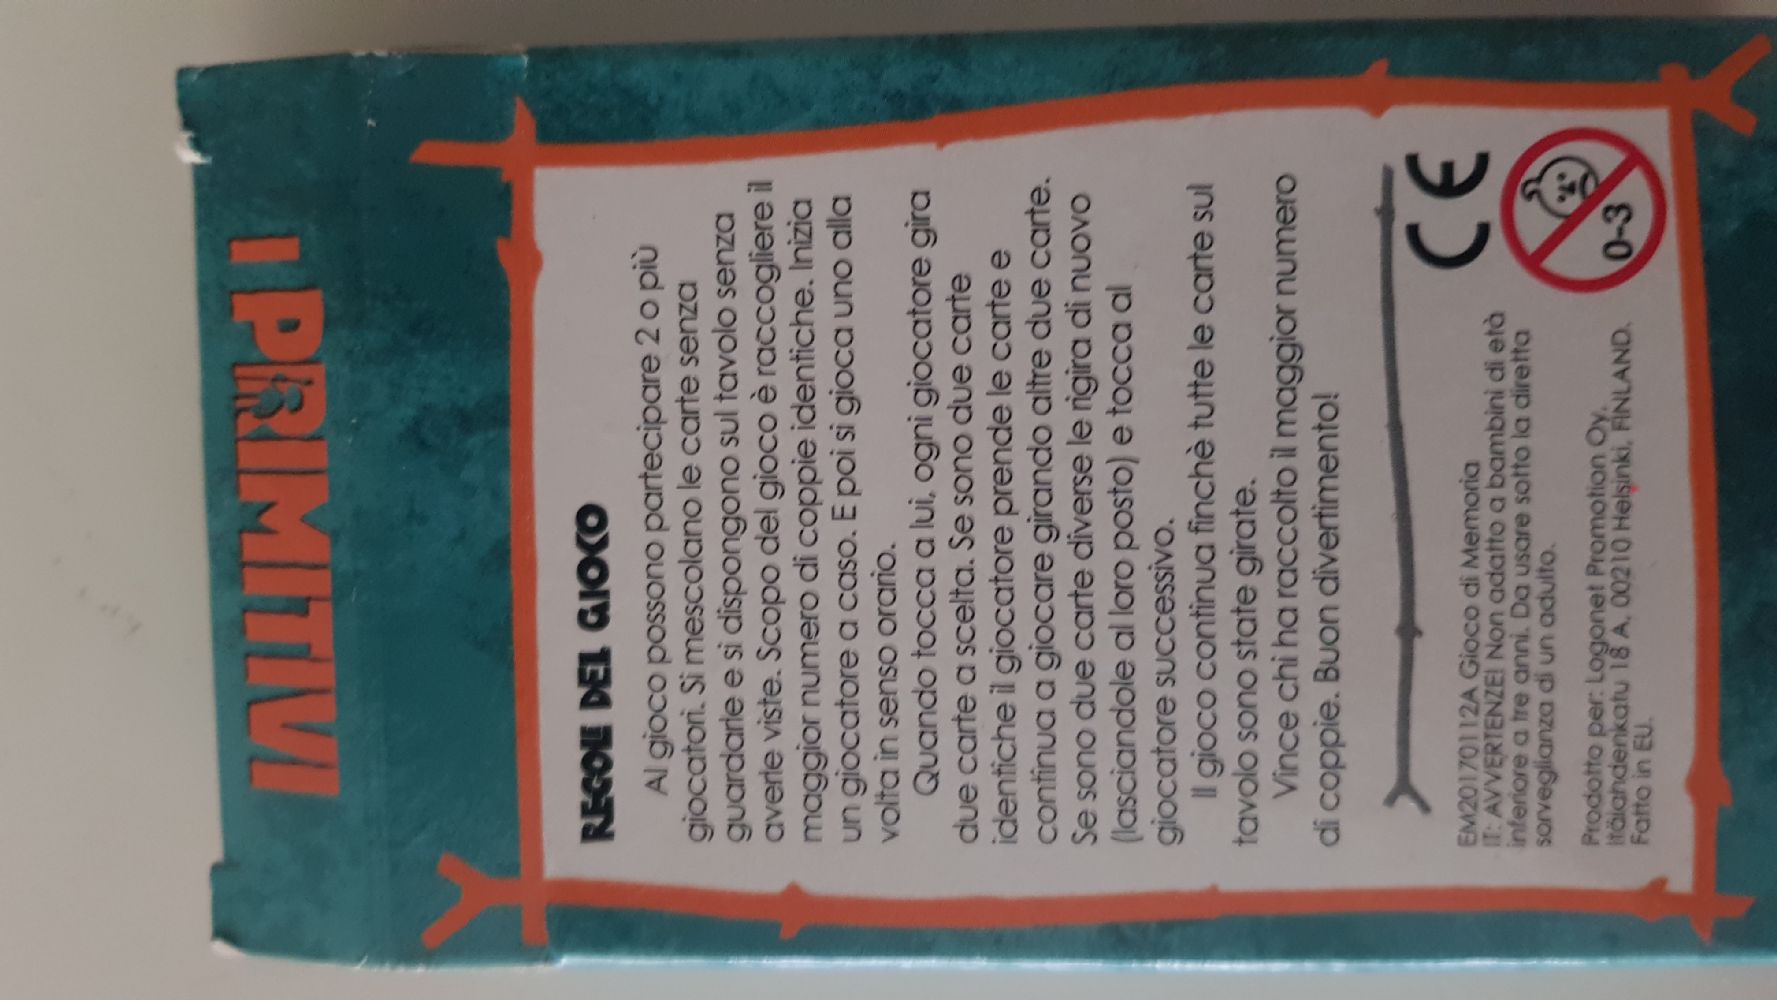 I PRIMITIVI
REGOLE DEL GIOCO
Al gioco possono partecipare 2 o più
giocatori. Si mescolano le carte senza
guardarle e si dispongono sul tavolo senza
averle viste. Scopo del gioco è raccogliere il
maggior numero di coppie identiche. Inizia
un giocatore a caso. E poi si gioca uno alla
volta in senso orario.
Quando tocca a lui, ogni gioccatore gira
due carte a scelta. Se sono due carte
identiche il giocatore prende le carte e
continua a giocare girando altre due carte.
Se sono due carte diverse le rigira di nuovo
(lasciandole al loro posto) e tocca al
giocatore successivo.
Il gioco continua finchè tutte le carte sul
tavolo sono state girate.
Vince chi ha raccolto il maggior numero
di coppie. Buon divertimento!
CE
0-3
EM20170112A Gioco di Memoria
IT: AVVERTENZE! Non adatto a bambini di età
inferiore a tre anni. Da usare sotto la diretta
sorveglianza di un adulto.
Prodotto per: Logonet Promotion Oy,
Itälahdenkatu 18 A, 00210 Helsinki, FINLAND.
Fatto in EU.